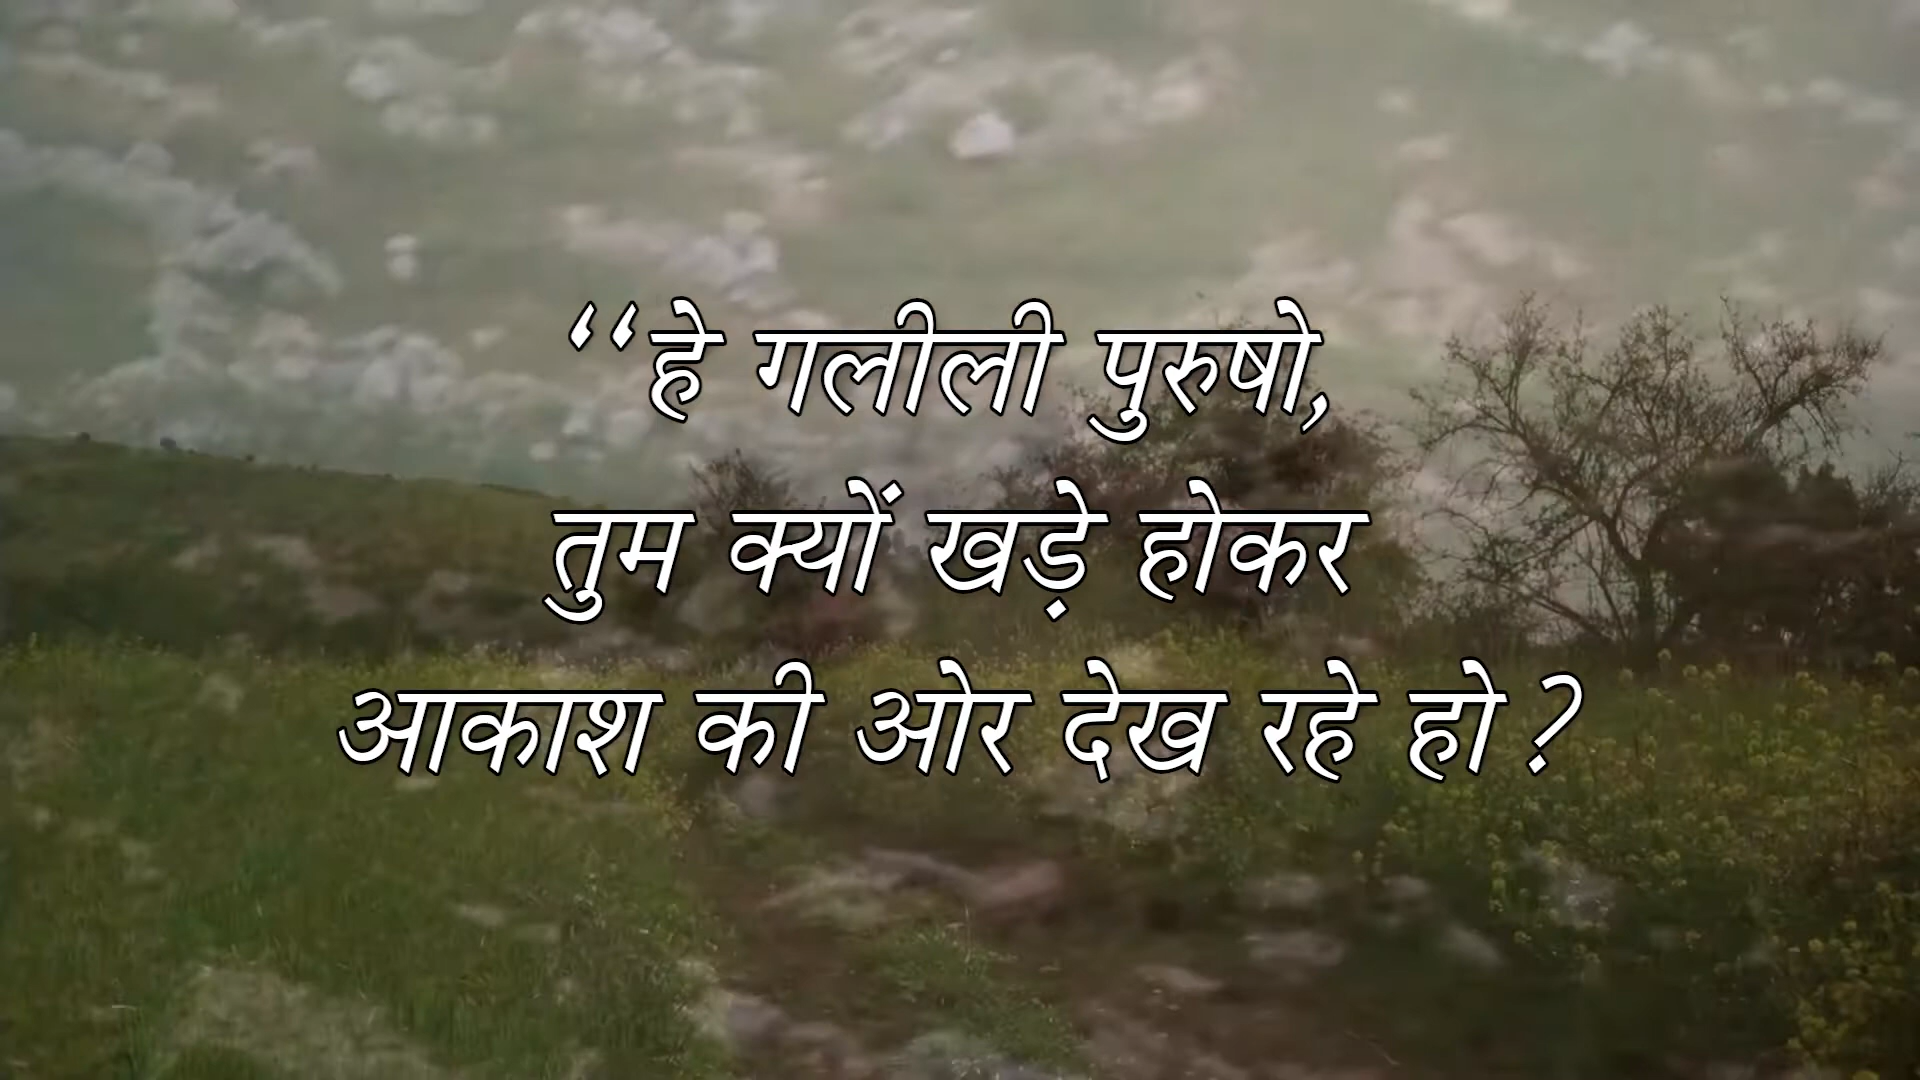 “हे गलीली पुरुषो,
तुम क्यों खड़े होकर
आकाश की ओर देख रहे हो ?